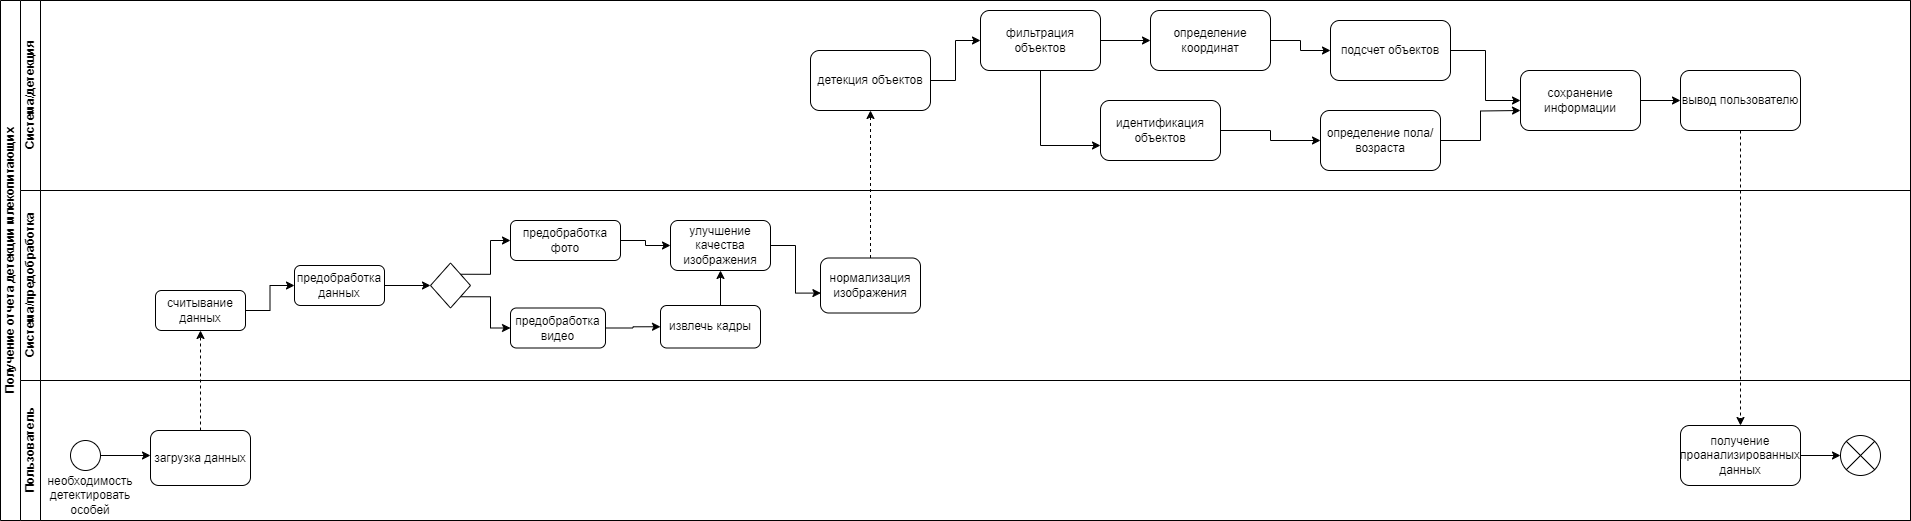 Получение отчета детекции млекопитающих
Система/детекция
детекция объектов
фильтрация
объектов
определение
координат
подсчет объектов
идентификация
объектов
определение пола/
возраста
сохранение
информации
вывод пользователю
Система/предобработка
считывание
данных
предобработка
данных
предобработка
фото
предобработка
видео
извлечь кадры
улучшение
качества
изображения
нормализация
изображения
Пользователь
необходимость
детектировать
особей
загрузка данных
получение
проанализированных
данных